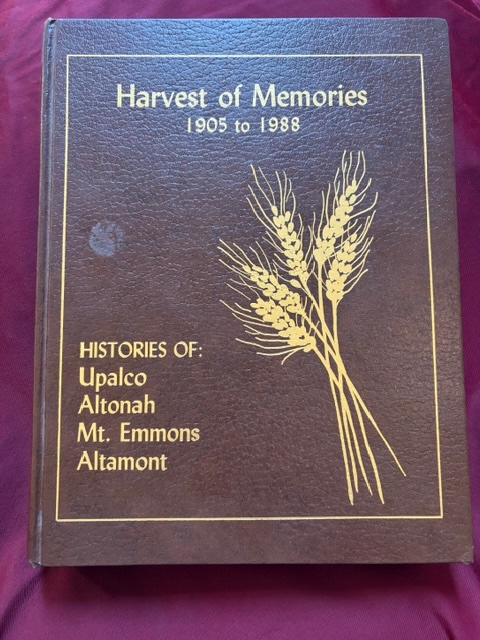 Harvest of Memories
1905 to 1988
HISTORIES OF:
Upalco
Altonah
Mt. Emmons
Altamont